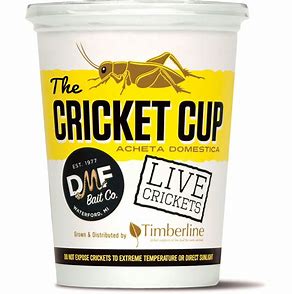 The
CRICKET CUP
ACHETA DOMESTICA
EST. 1977
DMF
Bait Co.
WATERFORD, MI
LIVE
CRICKETS
Grown & Distributed by
Timberline
DO NOT EXPOSE CRICKETS TO EXTREME TEMPERATURE OR DIRECT SUNLIGHT